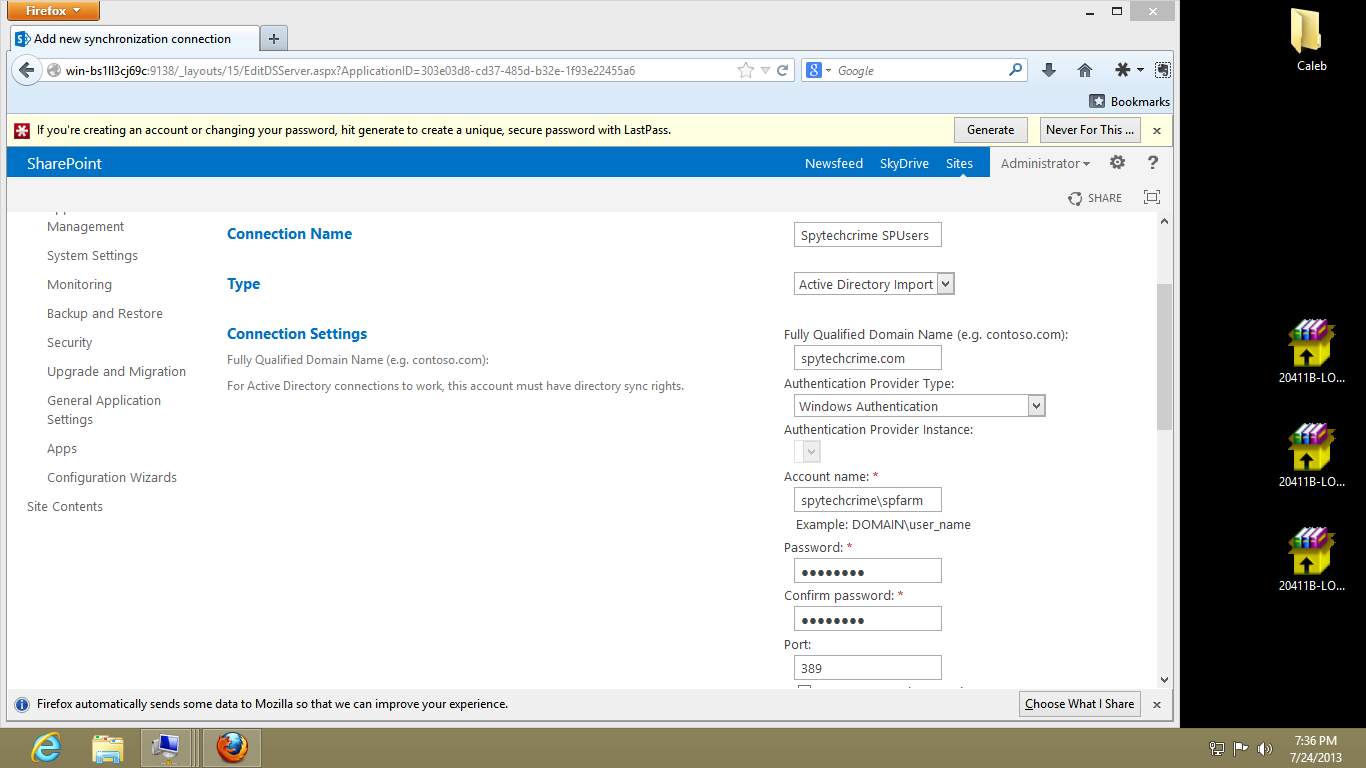 Firefox
Add new synchronization connection
win-bs1ll3cj69c:9138/_layouts/15/EditDSServer.aspx?ApplicationID=303e03d8-cd37-485d-b32e-1f93e22455a6
Google
Bookmarks
If you're creating an account or changing your password, hit generate to create a unique, secure password with LastPass.
Generate
Never For This ...
SharePoint
Newsfeed
SkyDrive
Sites
Administrator
SHARE
Management
System Settings
Monitoring
Backup and Restore
Security
Upgrade and Migration
General Application
Settings
Apps
Configuration Wizards
Site Contents
Connection Name
Spytechcrime SPUsers
Type
Active Directory Import
Connection Settings
Fully Qualified Domain Name (e.g. contoso.com):
For Active Directory connections to work, this account must have directory sync rights.
Fully Qualified Domain Name (e.g. contoso.com):
spytechcrime.com
Authentication Provider Type:
Windows Authentication
Authentication Provider Instance:
Account name: *
spytechcrime\spfarm
Example: DOMAIN\user_name
Password: *
●●●●●●●●
Confirm password: *
●●●●●●●●
Port:
389
Firefox automatically sends some data to Mozilla so that we can improve your experience.
Choose What I Share
Caleb
20411B-LO...
20411B-LO...
20411B-LO...
7:36 PM
7/24/2013